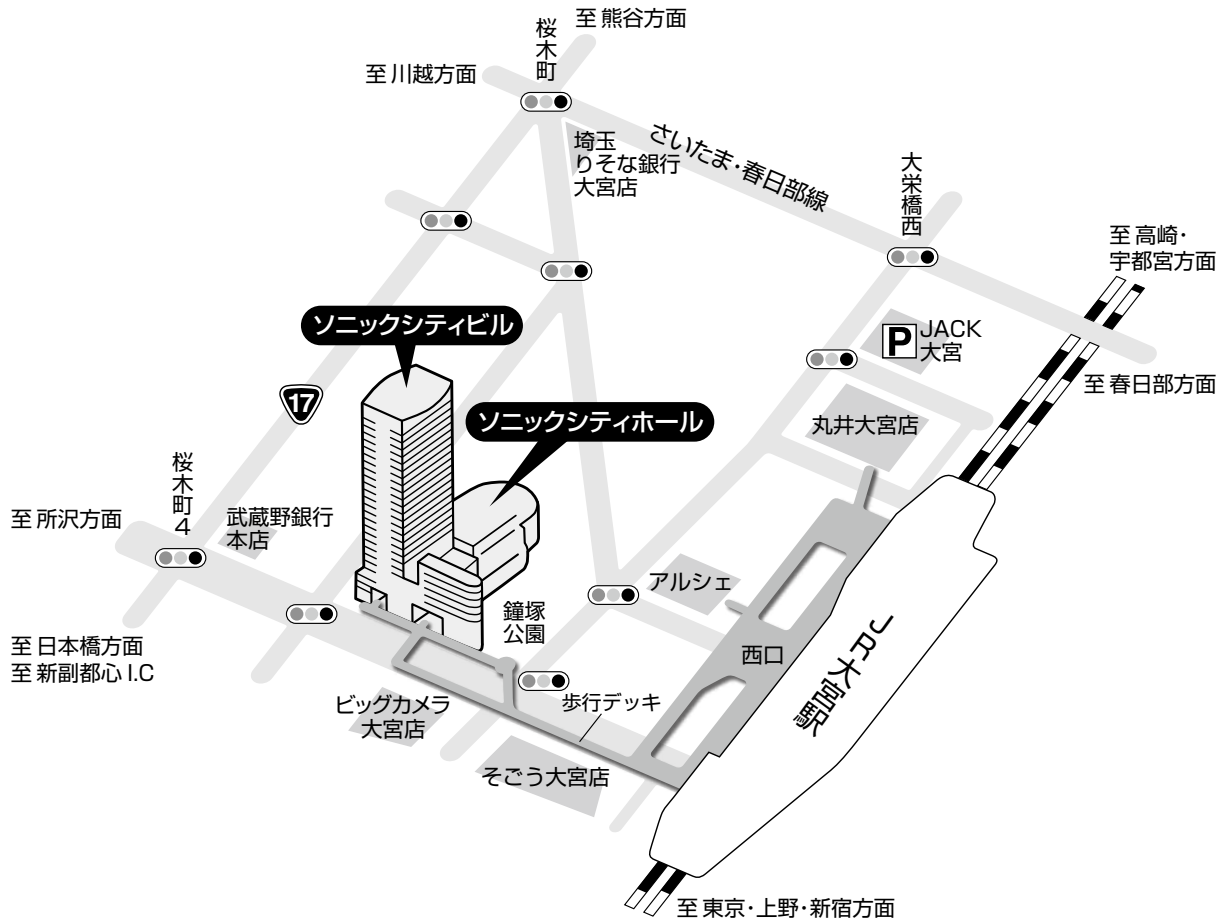 至 熊谷方面
桜木町
至 川越方面
埼玉
りそな銀行
大宮店
さいたま・春日部線
大栄橋西
至 高崎・
宇都宮方面
ソニックシティビル
P
JACK
大宮
至 春日部方面
17
ソニックシティホール
丸井大宮店
桜木町4
至 所沢方面
武蔵野銀行
本店
アルシェ
鐘塚
公園
至 日本橋方面
至 新副都心 I.C
西口
JR大宮駅
ビッグカメラ
大宮店
歩行デッキ
そごう大宮店
至 東京・上野・新宿方面